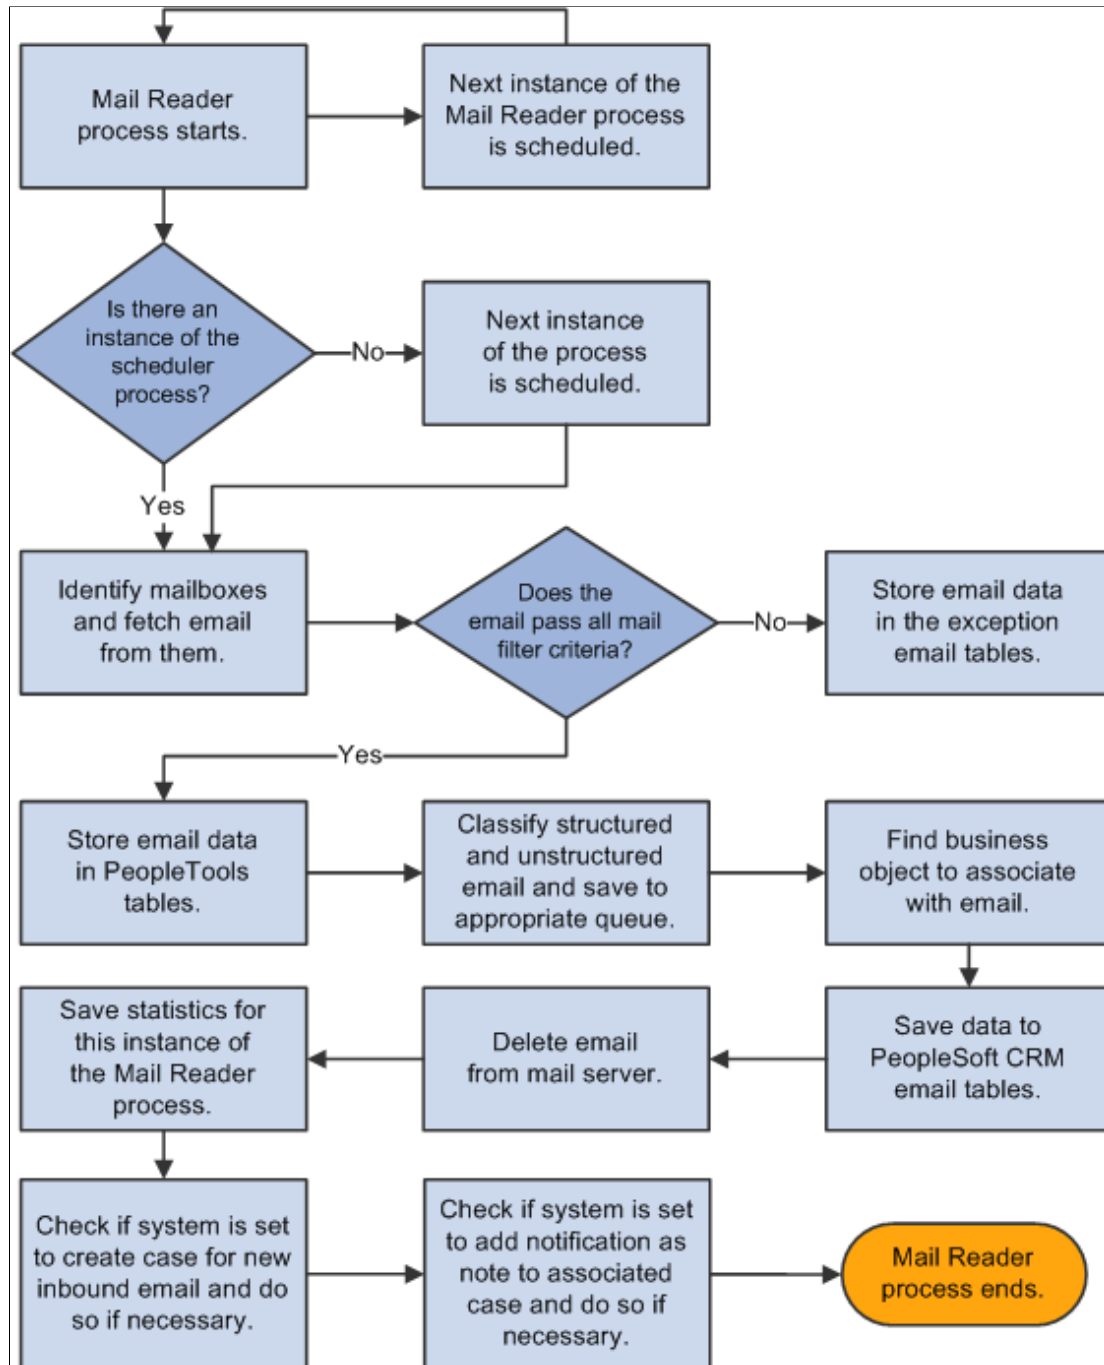 Mail Reader
process starts.
Next instance of the
Mail Reader process
is scheduled.
Is there an
instance of the
scheduler
process?
No
Next instance
of the process
is scheduled.
Yes
Identify mailboxes
and fetch email
from them.
Does the
email pass all mail
filter criteria?
No
Store email data
in the exception
email tables.
Yes
Store email data
in PeopleTools
tables.
Classify structured
and unstructured
email and save to
appropriate queue.
Find business
object to associate
with email.
Save data to
PeopleSoft CRM
email tables.
Delete email
from mail server.
Save statistics for
this instance of
the Mail Reader
process.
Check if system is set
to create case for new
inbound email and do
so if necessary.
Check if system is set
to add notification as
note to associated
case and do so if
necessary.
Mail Reader
process ends.